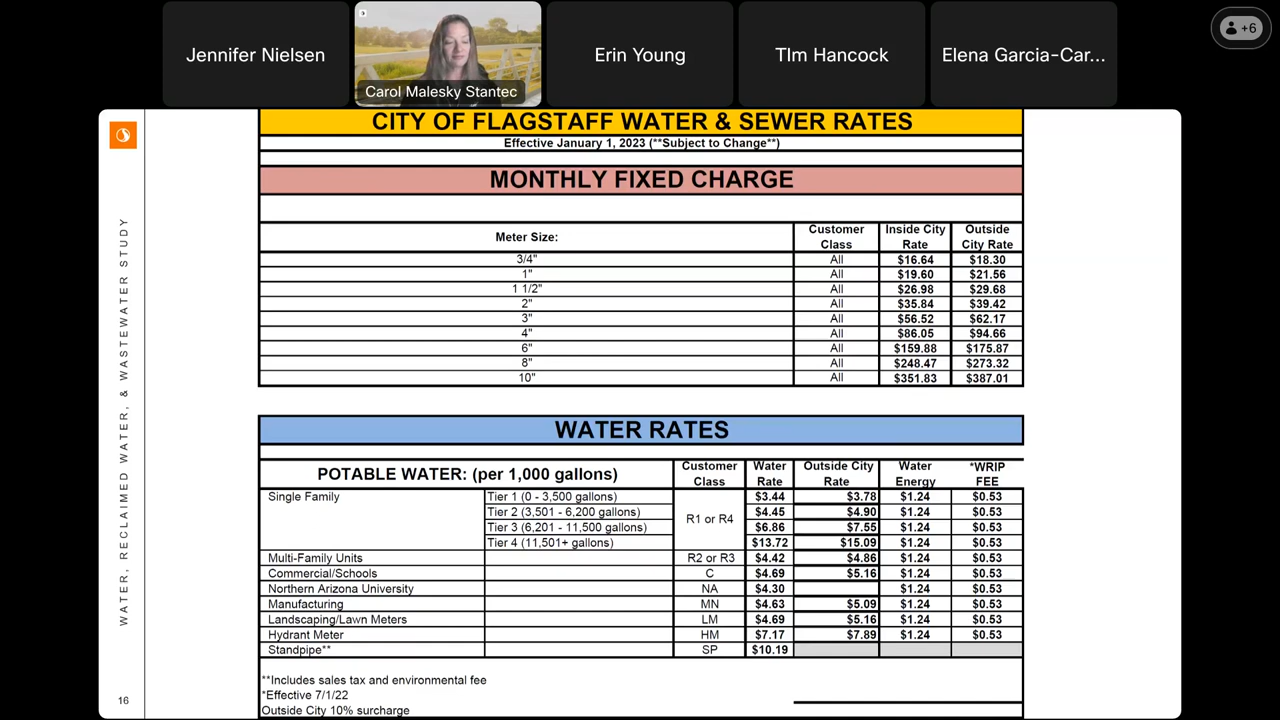 Jennifer Nielsen
Carol Malesky Stantec
Erin Young
TIm Hancock
Elena Garcia-Car...
+6
WATER, RECLAIMED WATER, & WASTEWATER STUDY
16
CITY OF FLAGSTAFF WATER & SEWER RATES
Effective January 1, 2023 (**Subject to Change**)
MONTHLY FIXED CHARGE
Meter Size: Customer Class Inside City Rate Outside City Rate
3/4" All $16.64 $18.30
1" All $19.60 $21.56
1 1/2" All $26.98 $29.68
2" All $35.84 $39.42
3" All $56.52 $62.17
4" All $86.05 $94.66
6" All $159.88 $175.87
8" All $248.47 $273.32
10" All $351.83 $387.01
WATER RATES
POTABLE WATER: (per 1,000 gallons) Customer Class Water Rate Outside City Rate Water Energy *WRIP FEE
Single Family Tier 1 (0 - 3,500 gallons) $3.44 $3.78 $1.24 $0.53
Tier 2 (3,501 - 6,200 gallons) $4.45 $4.90 $1.24 $0.53
R1 or R4
Tier 3 (6,201 - 11,500 gallons) $6.86 $7.55 $1.24 $0.53
Tier 4 (11,501+ gallons) $13.72 $15.09 $1.24 $0.53
Multi-Family Units R2 or R3 $4.42 $4.86 $1.24 $0.53
Commercial/Schools C $4.69 $5.16 $1.24 $0.53
Northern Arizona University NA $4.30 $1.24 $0.53
Manufacturing MN $4.63 $5.09 $1.24 $0.53
Landscaping/Lawn Meters LM $4.69 $5.16 $1.24 $0.53
Hydrant Meter HM $7.17 $7.89 $1.24 $0.53
Standpipe** SP $10.19
**Includes sales tax and environmental fee
*Effective 7/1/22
Outside City 10% surcharge